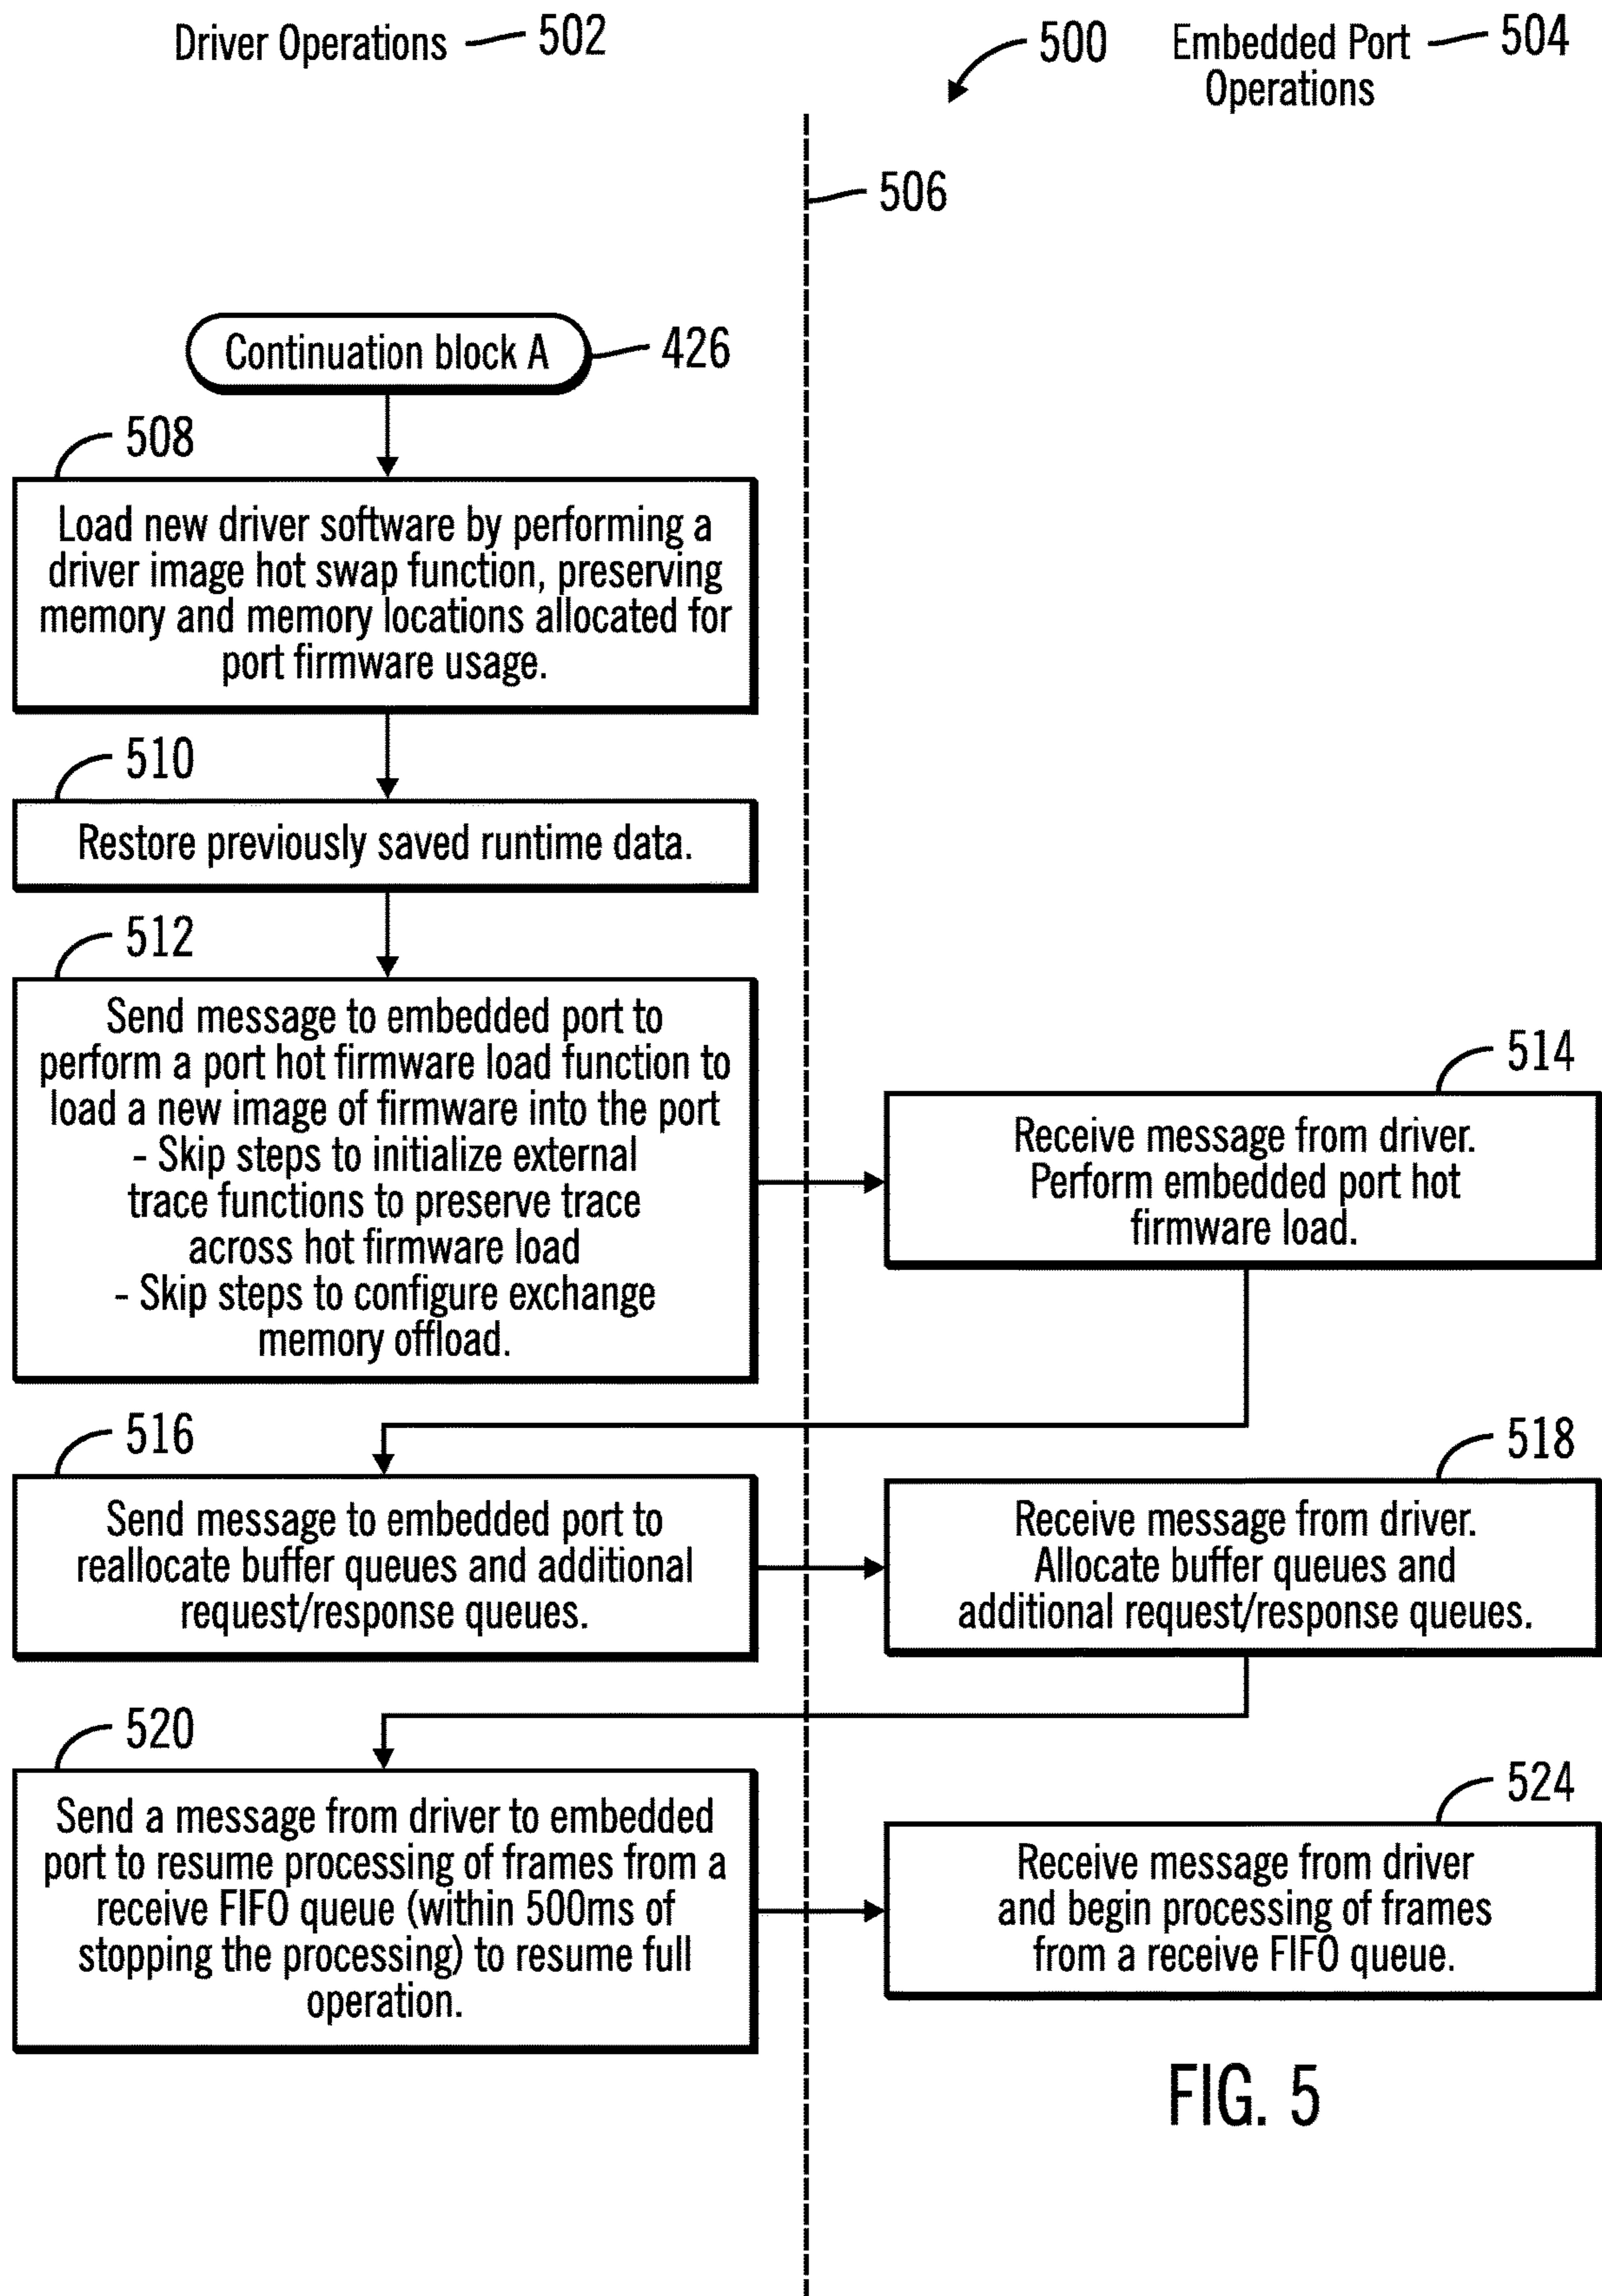 Driver Operations 502
500
Embedded Port 504
Operations
506
Continuation block A 426
508
Load new driver software by performing a
driver image hot swap function, preserving
memory and memory locations allocated for
port firmware usage.
510
Restore previously saved runtime data.
512
Send message to embedded port to
perform a port hot firmware load function to
load a new image of firmware into the port
- Skip steps to initialize external
trace functions to preserve trace
across hot firmware load
- Skip steps to configure exchange
memory offload.
514
Receive message from driver.
Perform embedded port hot
firmware load.
516
Send message to embedded port to
reallocate buffer queues and additional
request/response queues.
518
Receive message from driver.
Allocate buffer queues and
additional request/response queues.
520
Send a message from driver to embedded
port to resume processing of frames from a
receive FIFO queue (within 500ms of
stopping the processing) to resume full
operation.
524
Receive message from driver
and begin processing of frames
from a receive FIFO queue.
FIG. 5